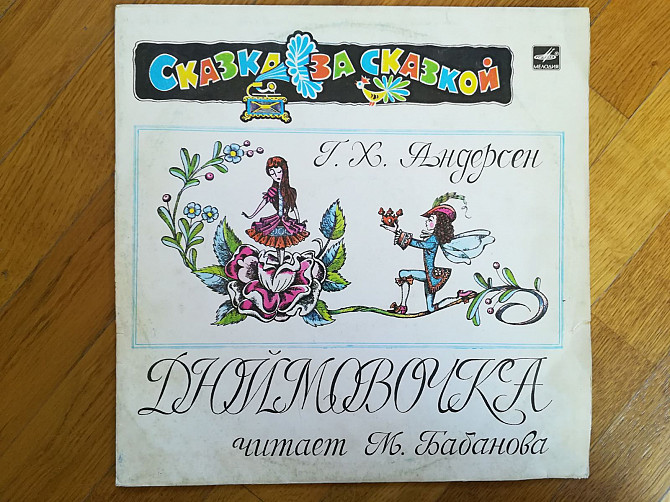 СКАЗКА ЗА СКАЗКОЙ
МЕЛОДИЯ
Г. Х. Андерсен
ДЮЙМОВОЧКА
читает М. Бабанова